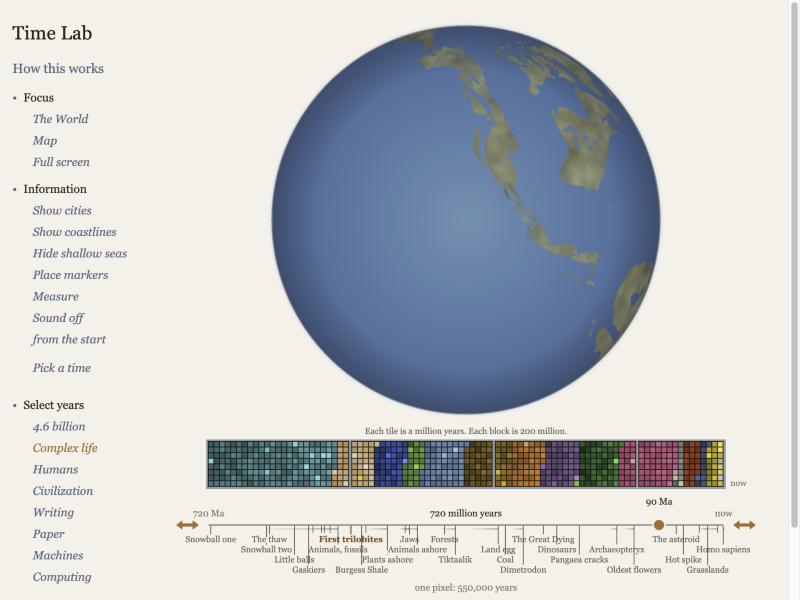 Time Lab
How this works
• Focus
The World
Map
Full screen
• Information
Show cities
Show coastlines
Hide shallow seas
Place markers
Measure
Sound off
from the start
Pick a time
• Select years
4.6 billion
Complex life
Humans
Civilization
Writing
Paper
Machines
Computing
Each tile is a million years. Each block is 200 million.
now
90 Ma
720 Ma 720 million years now
Snowball one The thaw First trilobites Jaws Forests The Great Dying The asteroid
Snowball two Animals, fossils Animals ashore Land egg Dinosaurs Archaeopteryx Homo sapiens
Little balls Plants ashore Tiktaalik Coal Pangaea cracks Hot spike
Gaskiers Burgess Shale Dimetrodon Oldest flowers Grasslands
one pixel: 550,000 years